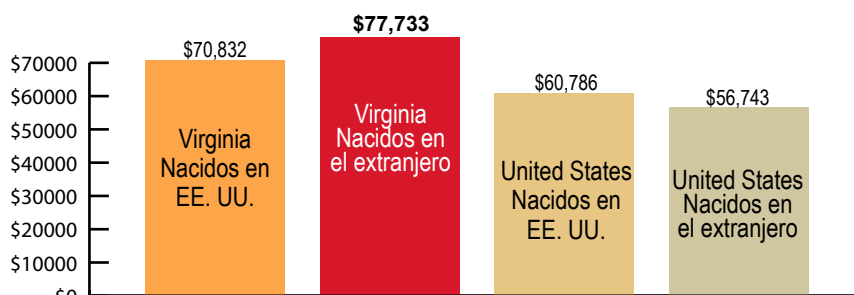 $77,733
$70,832
$60,786
$56,743
$70000
$60000
$50000
$40000
$30000
$20000
$10000
$0
Virginia
Nacidos en
EE. UU.
Virginia
Nacidos en
el extranjero
United States
Nacidos en
EE. UU.
United States
Nacidos en
el extranjero